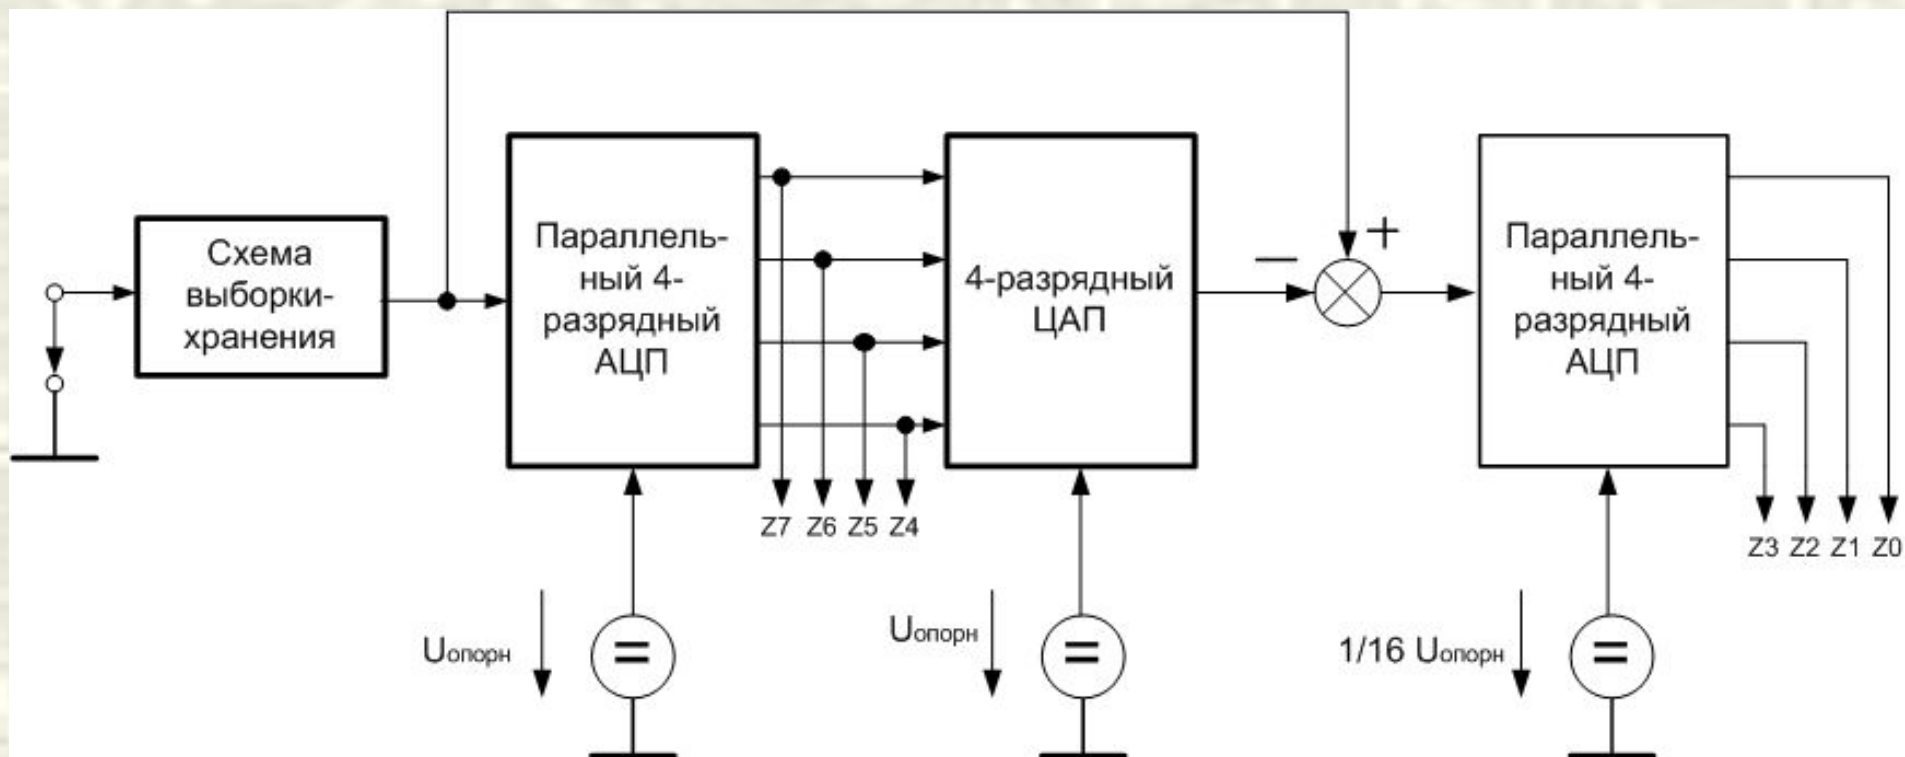 Схема
выборки-
хранения
Параллель-
ный 4-
разрядный
АЦП
4-разрядный
ЦАП
−
+
Параллель-
ный 4-
разрядный
АЦП
Z7 Z6 Z5 Z4
Z3 Z2 Z1 Z0
Uопорн
=
Uопорн
=
1/16 Uопорн
=